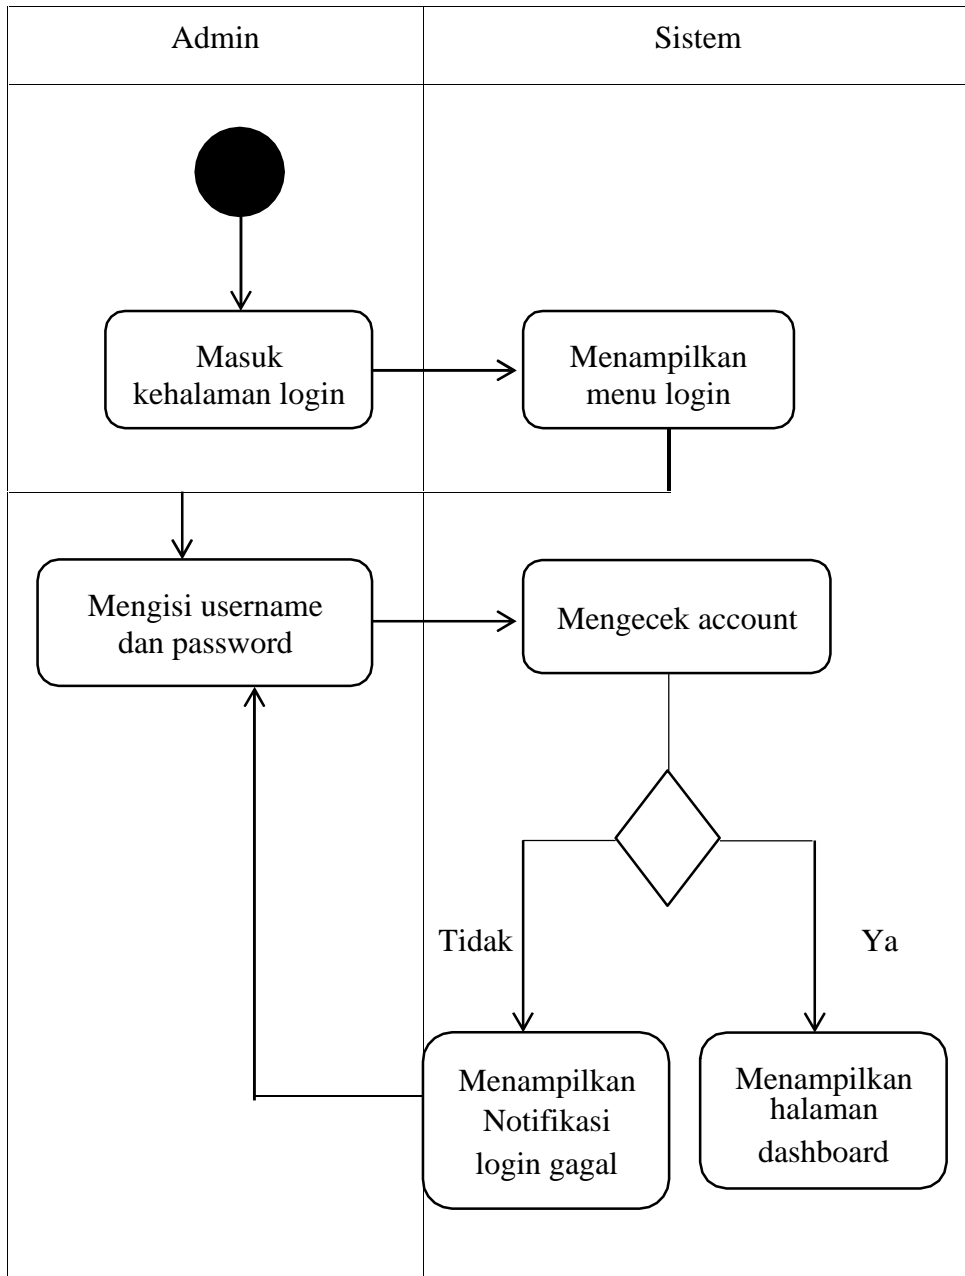 Admin
Sistem
Masuk
kehalaman login
Menampilkan
menu login
Mengisi username
dan password
Mengecek account
Tidak
Ya
Menampilkan
Notifikasi
login gagal
Menampilkan
halaman
dashboard